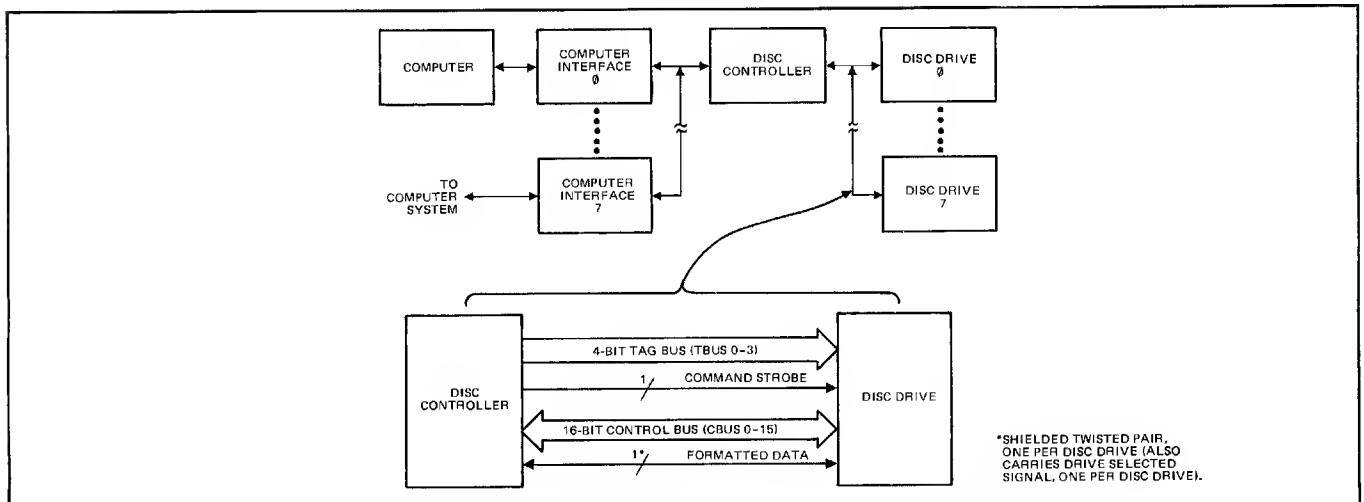 COMPUTER
COMPUTER
INTERFACE
Ø
DISC
CONTROLLER
DISC DRIVE
Ø
TO
COMPUTER
SYSTEM
COMPUTER
INTERFACE
7
DISC DRIVE
7
DISC
CONTROLLER
4-BIT TAG BUS (TBUS 0-3)
1 COMMAND STROBE
16-BIT CONTROL BUS (CBUS 0-15)
1* FORMATTED DATA
DISC DRIVE
*SHIELDED TWISTED PAIR,
ONE PER DISC DRIVE (ALSO
CARRIES DRIVE SELECTED
SIGNAL, ONE PER DISC DRIVE).